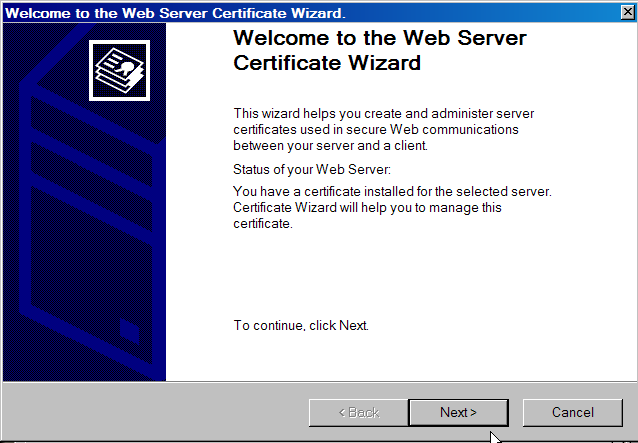 Welcome to the Web Server Certificate Wizard.
Welcome to the Web Server
Certificate Wizard
This wizard helps you create and administer server
certificates used in secure Web communications
between your server and a client.
Status of your Web Server:
You have a certificate installed for the selected server.
Certificate Wizard will help you to manage this
certificate.
To continue, click Next.
< Back
Next >
Cancel